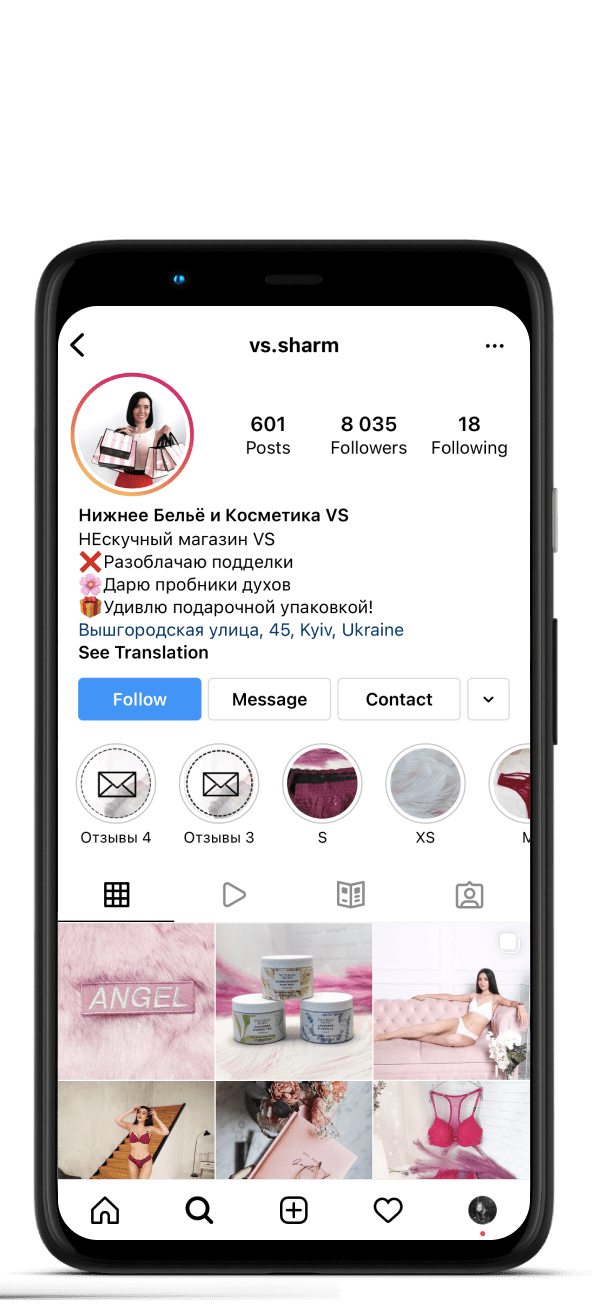 vs.sharm
601
8 035
18
Posts
Followers
Following
Нижнее Бельё и Косметика VS
НЕскучный магазин VS
❌Разоблачаю подделки
🌸Дарю пробники духов
🎁Удивлю подарочной упаковкой!
Вышгородская улица, 45, Kyiv, Ukraine
See Translation
Follow
Message
Contact
Отзывы 4
Отзывы 3
S
XS
ANGEL